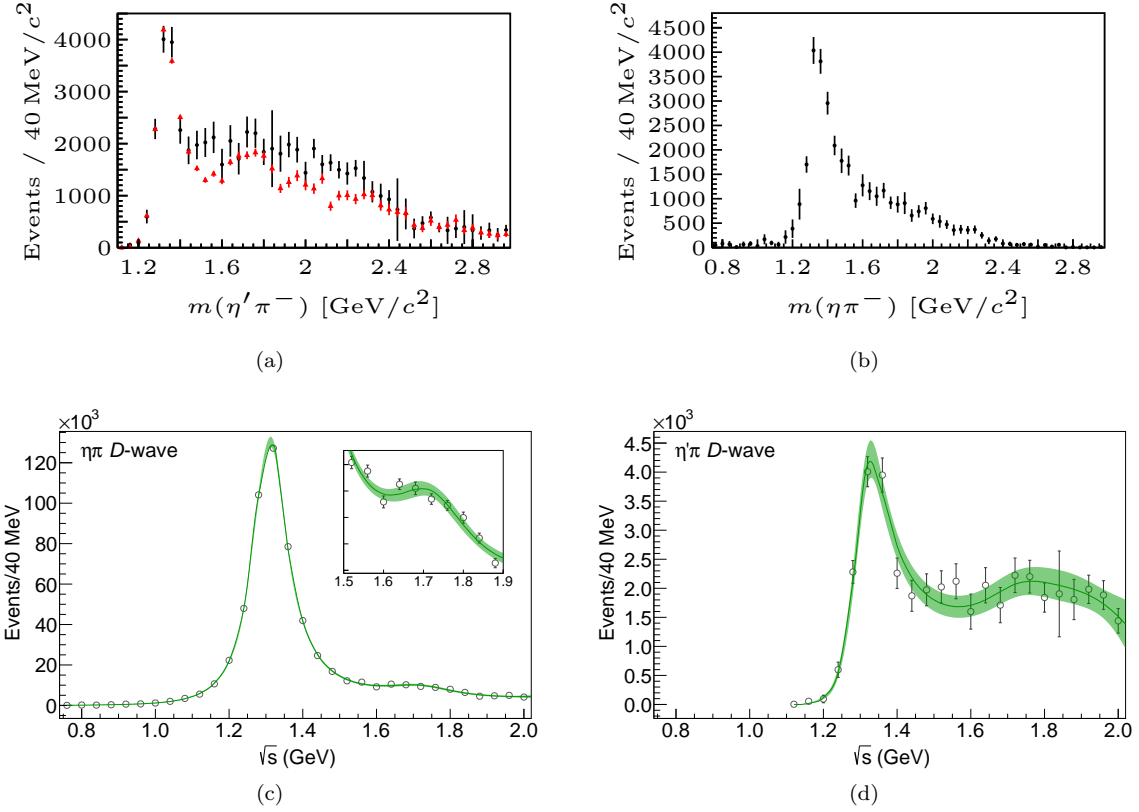 Events / 40 MeV/c²
4000
3000
2000
1000
0
1.2 1.6 2 2.4 2.8
m(η′π⁻) [GeV/c²]
(a)
Events / 40 MeV/c²
4500
4000
3500
3000
2500
2000
1500
1000
500
0
0.8 1.2 1.6 2 2.4 2.8
m(ηπ⁻) [GeV/c²]
(b)
×10³
ηπ D-wave
Events/40 MeV
120
100
80
60
40
20
0
0.8 1.0 1.2 1.4 1.6 1.8 2.0
1.5 1.6 1.7 1.8 1.9
√s (GeV)
(c)
×10³
η'π D-wave
Events/40 MeV
4.5
4.0
3.5
3.0
2.5
2.0
1.5
1.0
0.5
0.0
0.8 1.0 1.2 1.4 1.6 1.8 2.0
√s (GeV)
(d)